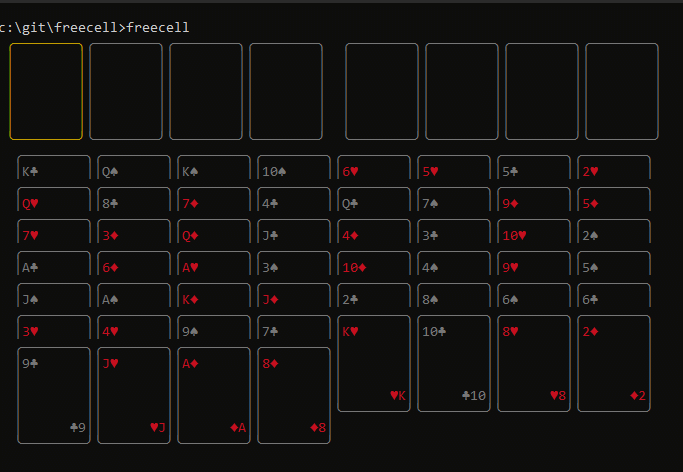 c:\git\freecell>freecell
K♣ Q♠ K♠ 10♠ 6♥ 5♥ 5♣ 2♥
Q♥ 8♣ 7♦ 4♣ Q♣ 7♠ 9♦ 5♦
7♥ 3♦ Q♦ J♣ 4♦ 3♣ 10♥ 2♠
A♣ 6♦ A♥ 3♠ 10♦ 4♠ 9♥ 5♠
J♠ A♠ K♦ J♦ 2♣ 8♠ 6♠ 6♣
3♥ 4♥ 9♠ 7♣ K♥ 10♣ 8♥ 2♦
9♣ J♥ A♦ 8♦
♥K ♣10 ♥8 ♦2
♣9 ♥J ♦A ♦8